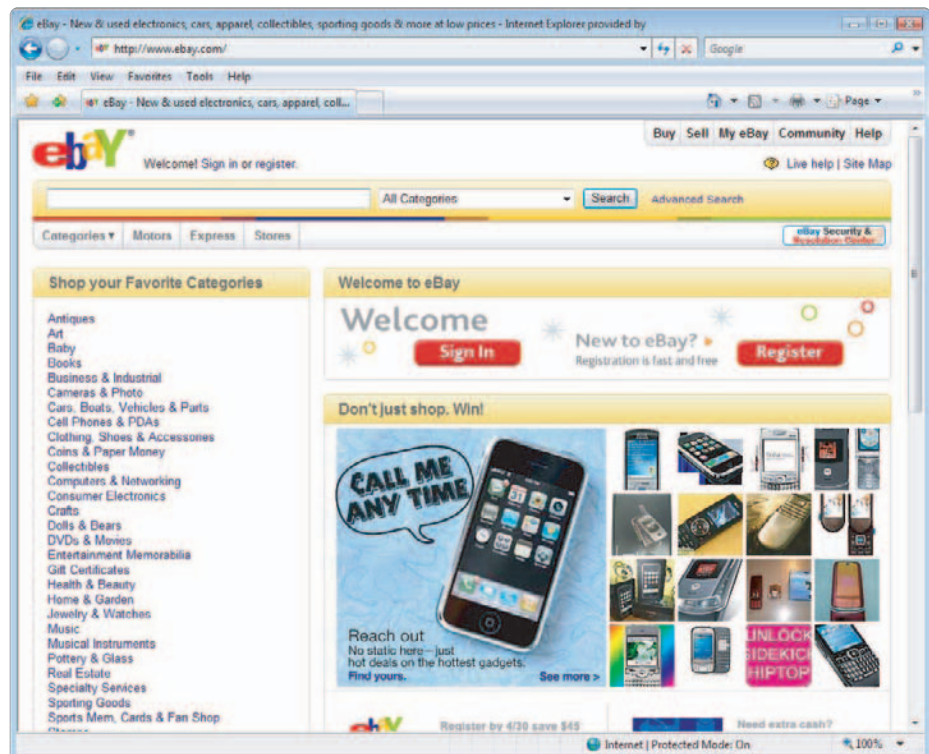 eBay - New & used electronics, cars, apparel, collectibles, sporting goods & more at low prices - Internet Explorer provided by
http://www.ebay.com/
Google
File Edit View Favorites Tools Help
eBay - New & used electronics, cars, apparel, coll...
Page
Buy Sell My eBay Community Help
ebaY
Welcome! Sign in or register.
Live help | Site Map
All Categories
Search
Advanced Search
Categories Motors Express Stores
eBay Security &
Resolution Center
Shop your Favorite Categories
Antiques
Art
Baby
Books
Business & Industrial
Cameras & Photo
Cars, Boats, Vehicles & Parts
Cell Phones & PDAs
Clothing, Shoes & Accessories
Coins & Paper Money
Collectibles
Computers & Networking
Consumer Electronics
Crafts
Dolls & Bears
DVDs & Movies
Entertainment Memorabilia
Gift Certificates
Health & Beauty
Home & Garden
Jewelry & Watches
Music
Musical Instruments
Pottery & Glass
Real Estate
Specialty Services
Sporting Goods
Sports Mem, Cards & Fan Shop
Welcome to eBay
Welcome
Sign In
New to eBay?
Registration is fast and free
Register
Don't just shop. Win!
CALL ME
ANY TIME
Reach out
No static here—just
hot deals on the hottest gadgets.
Find yours.
See more >
UNLOCK
SIDEKICK
HIPTOP
Register by 4/30 save $45
Need extra cash?
Internet | Protected Mode: On
100%